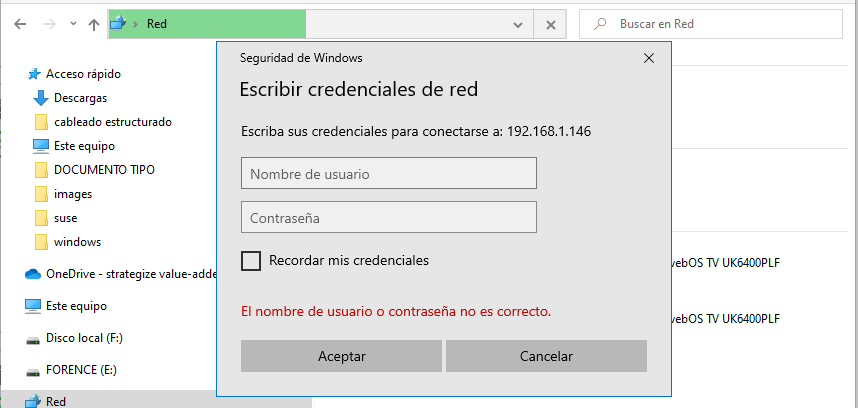 Red
Buscar en Red
Acceso rápido
Descargas
cableado estructurado
Este equipo
DOCUMENTO TIPO
images
suse
windows
OneDrive - strategize value-adde
Este equipo
Disco local (F:)
FORENCE (E:)
Red
Seguridad de Windows
Escribir credenciales de red
Escriba sus credenciales para conectarse a: 192.168.1.146
Nombre de usuario
Contraseña
Recordar mis credenciales
El nombre de usuario o contraseña no es correcto.
Aceptar
Cancelar
webOS TV UK6400PLF
webOS TV UK6400PLF